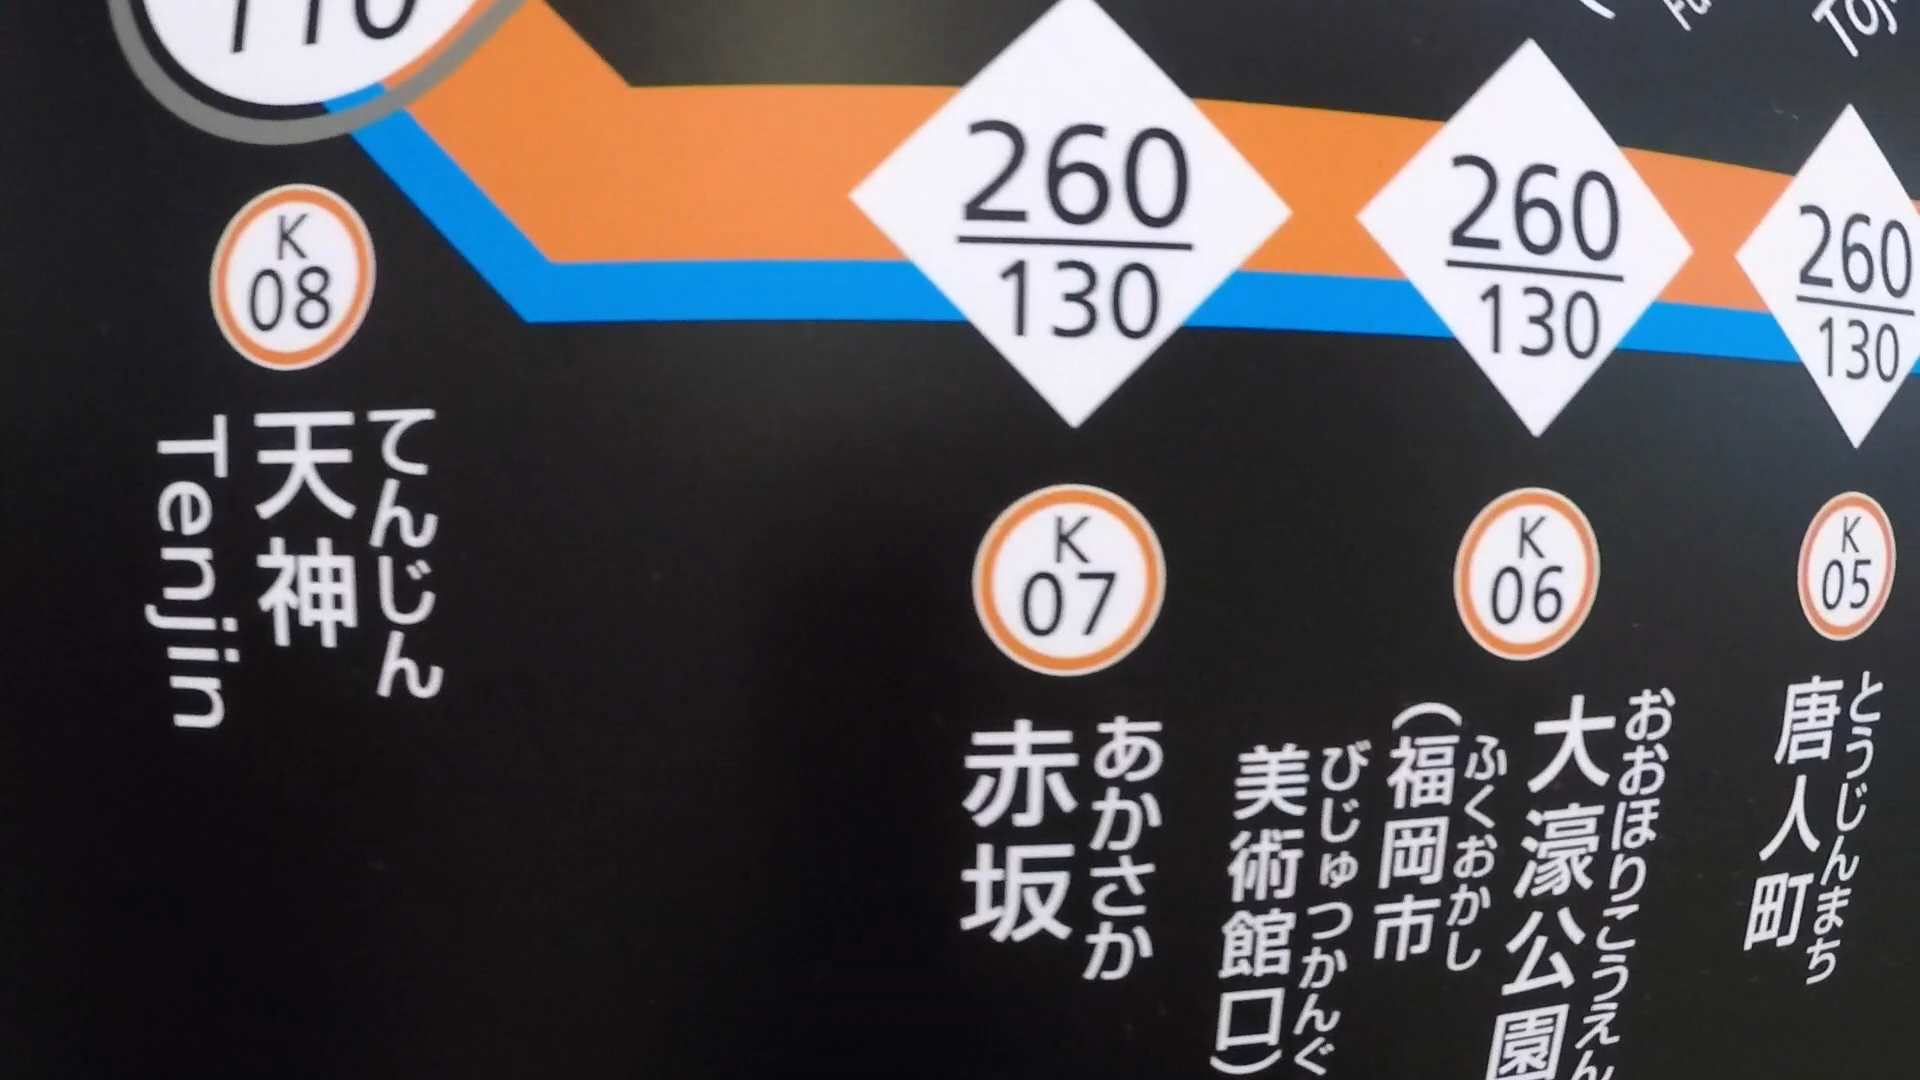 260
130
260
130
260
130
K
08
てんじん
天神
Tenjin
K
07
あかさか
赤坂
K
06
おおほりこうえん
大濠公園
ふくおかし
(福岡市
びじゅつかんぐ
美術館口)
K
05
とうじんまち
唐人町